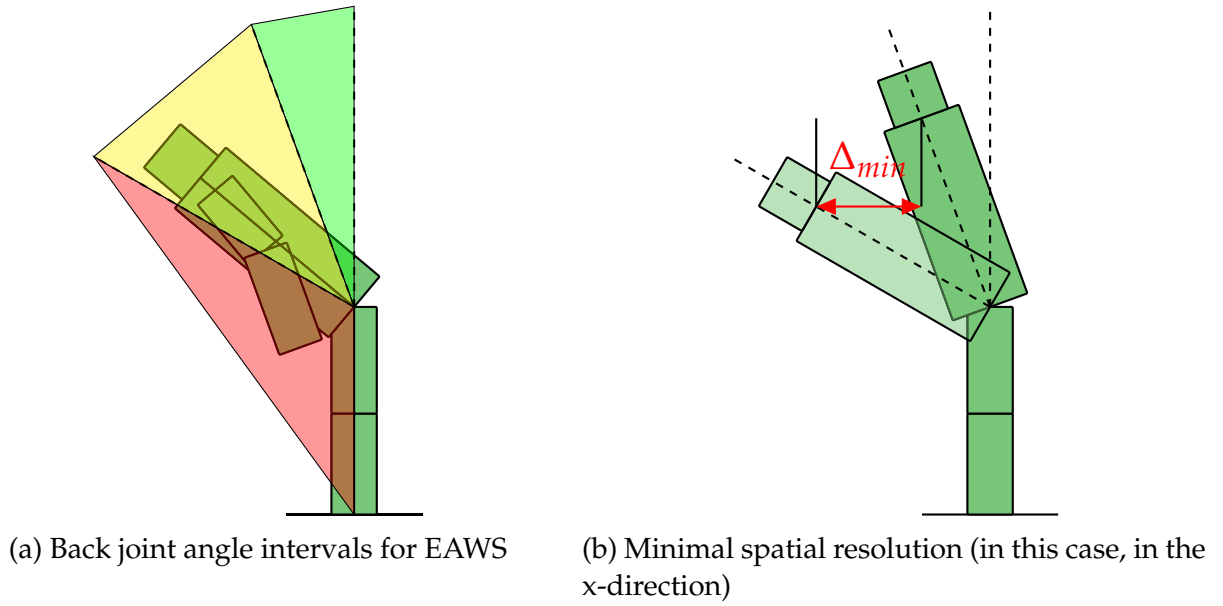 Δmin
(a) Back joint angle intervals for EAWS
(b) Minimal spatial resolution (in this case, in the
x-direction)